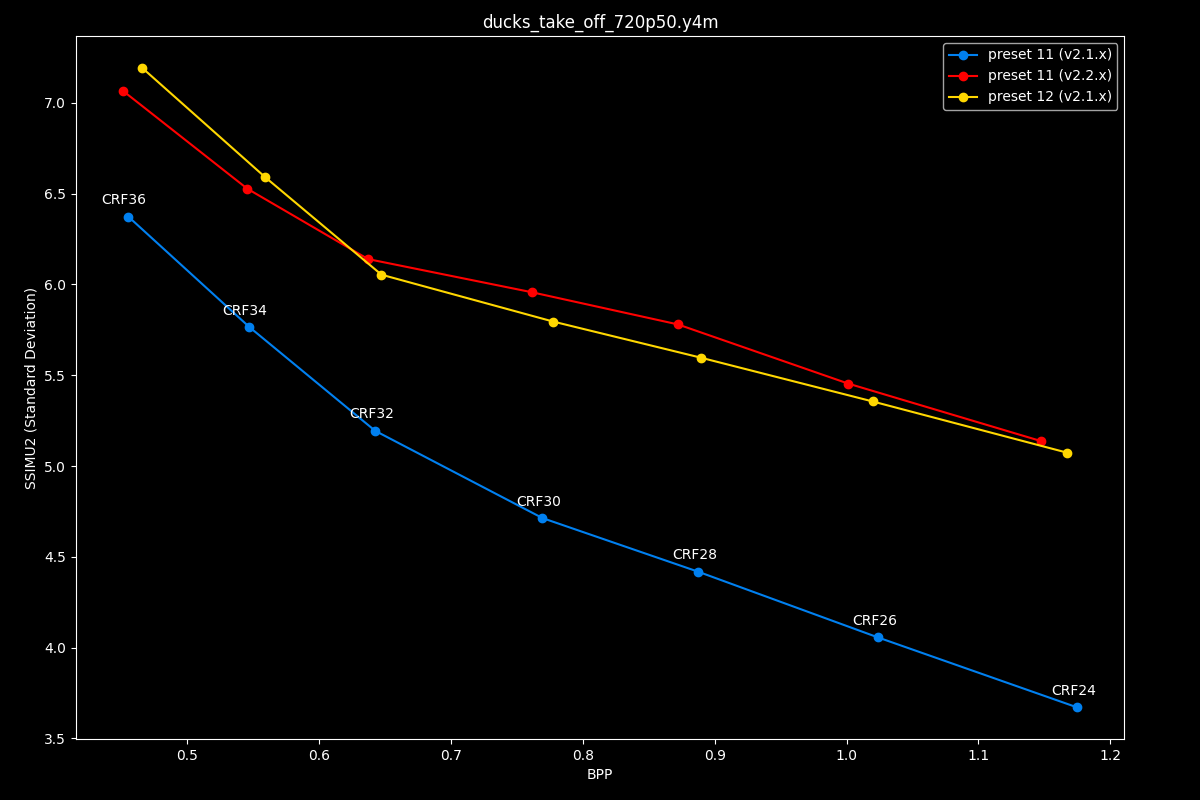 ducks_take_off_720p50.y4m
preset 11 (v2.1.x)
preset 11 (v2.2.x)
preset 12 (v2.1.x)
SSIMU2 (Standard Deviation)
7.0
6.5
6.0
5.5
5.0
4.5
4.0
3.5
CRF36
CRF34
CRF32
CRF30
CRF28
CRF26
CRF24
0.5
0.6
0.7
0.8
0.9
1.0
1.1
1.2
BPP